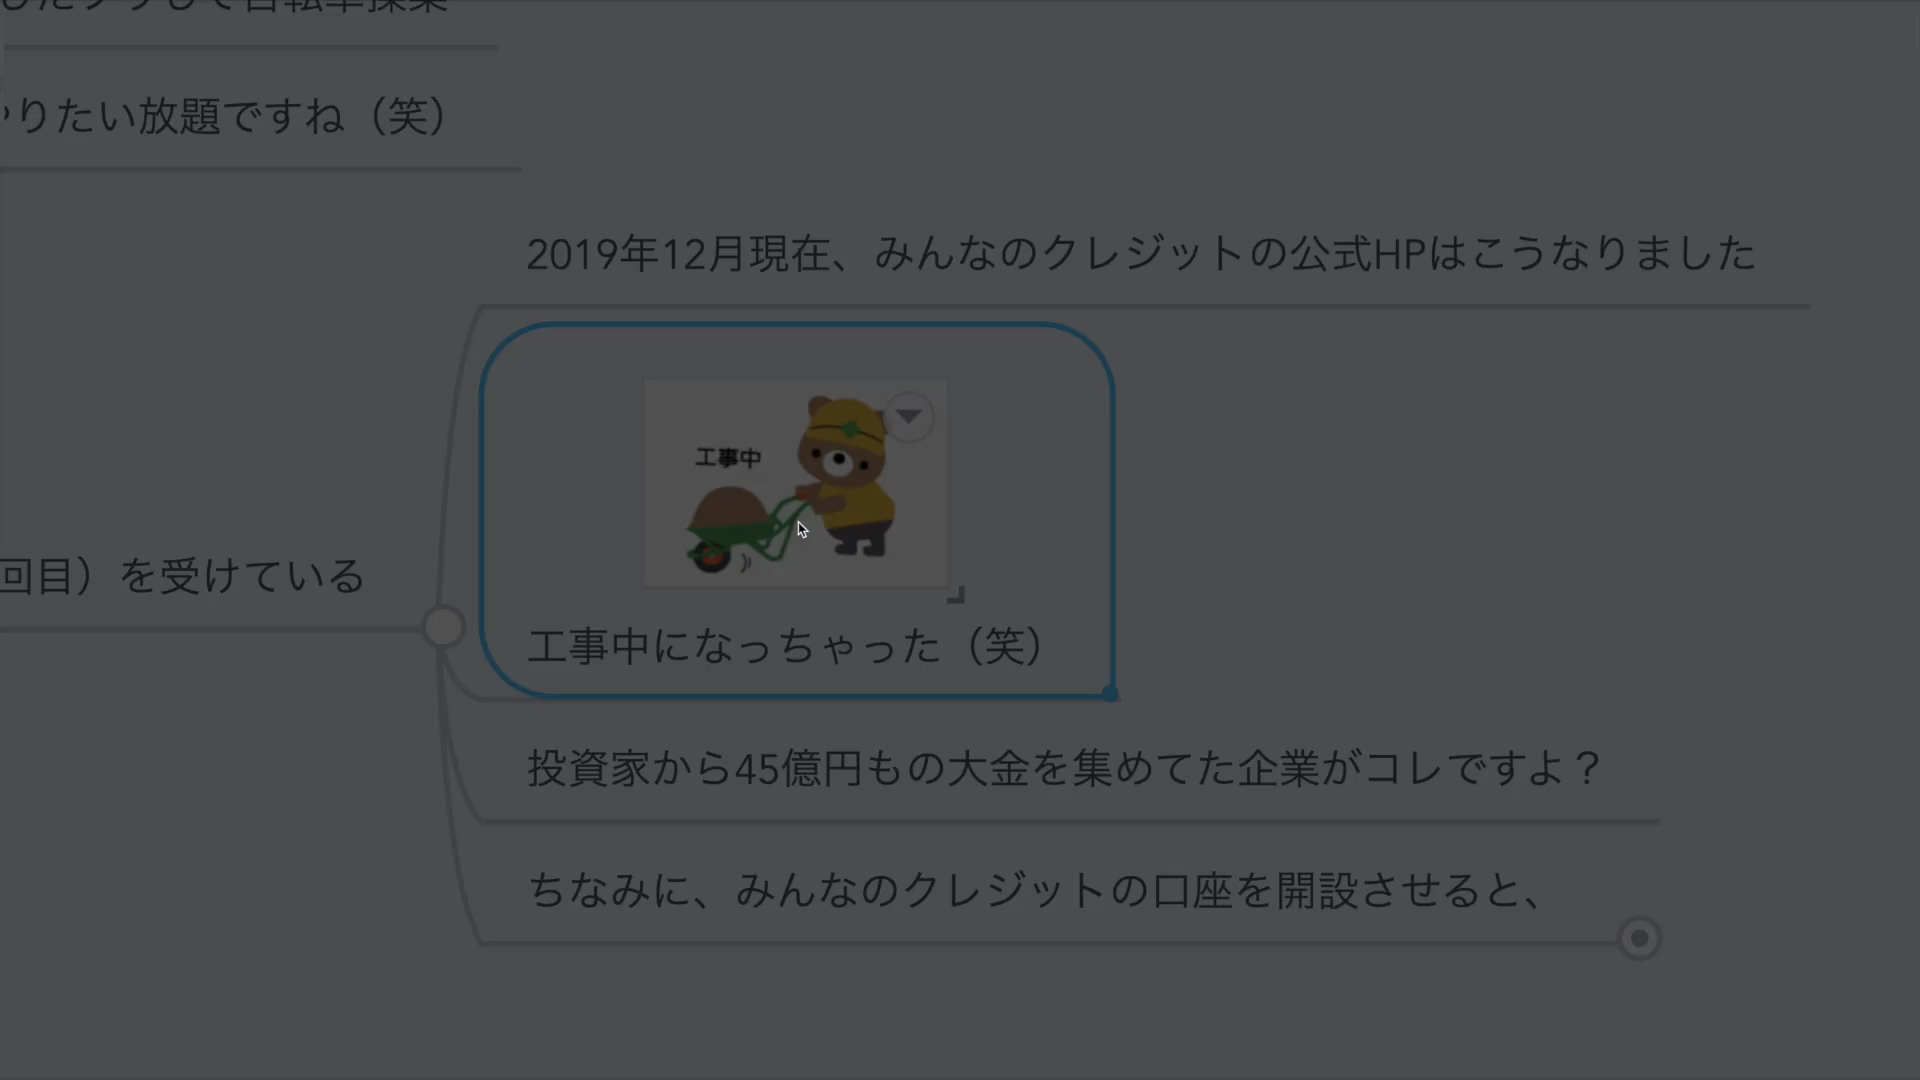 りたい放題ですね（笑）
2019年12月現在、みんなのクレジットの公式HPはこうなりました
工事中
工事中になっちゃった（笑）
回目）を受けている
投資家から45億円もの大金を集めてた企業がコレですよ？
ちなみに、みんなのクレジットの口座を開設させると、